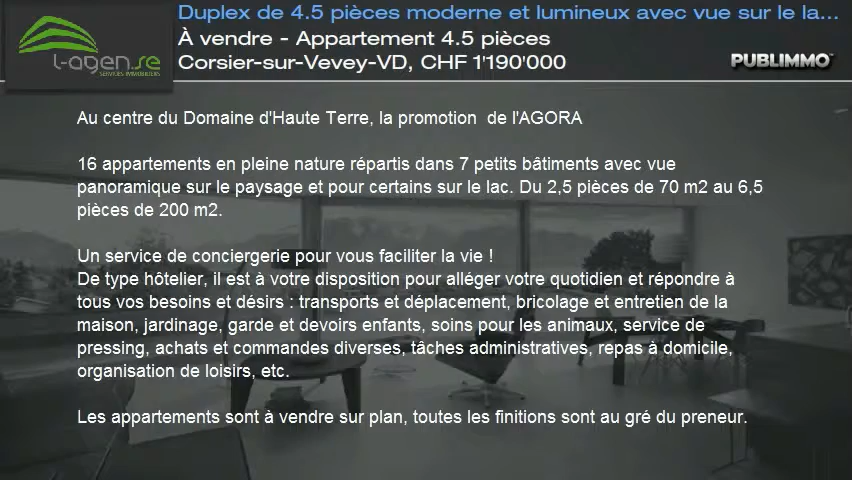 Duplex de 4.5 pièces moderne et lumineux avec vue sur le la...
À vendre - Appartement 4.5 pièces
Corsier-sur-Vevey-VD, CHF 1'190'000
l-agen.se
SERVICES IMMOBILIERS
PUBLIMMO
Au centre du Domaine d'Haute Terre, la promotion  de l'AGORA
16 appartements en pleine nature répartis dans 7 petits bâtiments avec vue
panoramique sur le paysage et pour certains sur le lac. Du 2,5 pièces de 70 m2 au 6,5
pièces de 200 m2.
Un service de conciergerie pour vous faciliter la vie !
De type hôtelier, il est à votre disposition pour alléger votre quotidien et répondre à
tous vos besoins et désirs : transports et déplacement, bricolage et entretien de la
maison, jardinage, garde et devoirs enfants, soins pour les animaux, service de
pressing, achats et commandes diverses, tâches administratives, repas à domicile,
organisation de loisirs, etc.
Les appartements sont à vendre sur plan, toutes les finitions sont au gré du preneur.